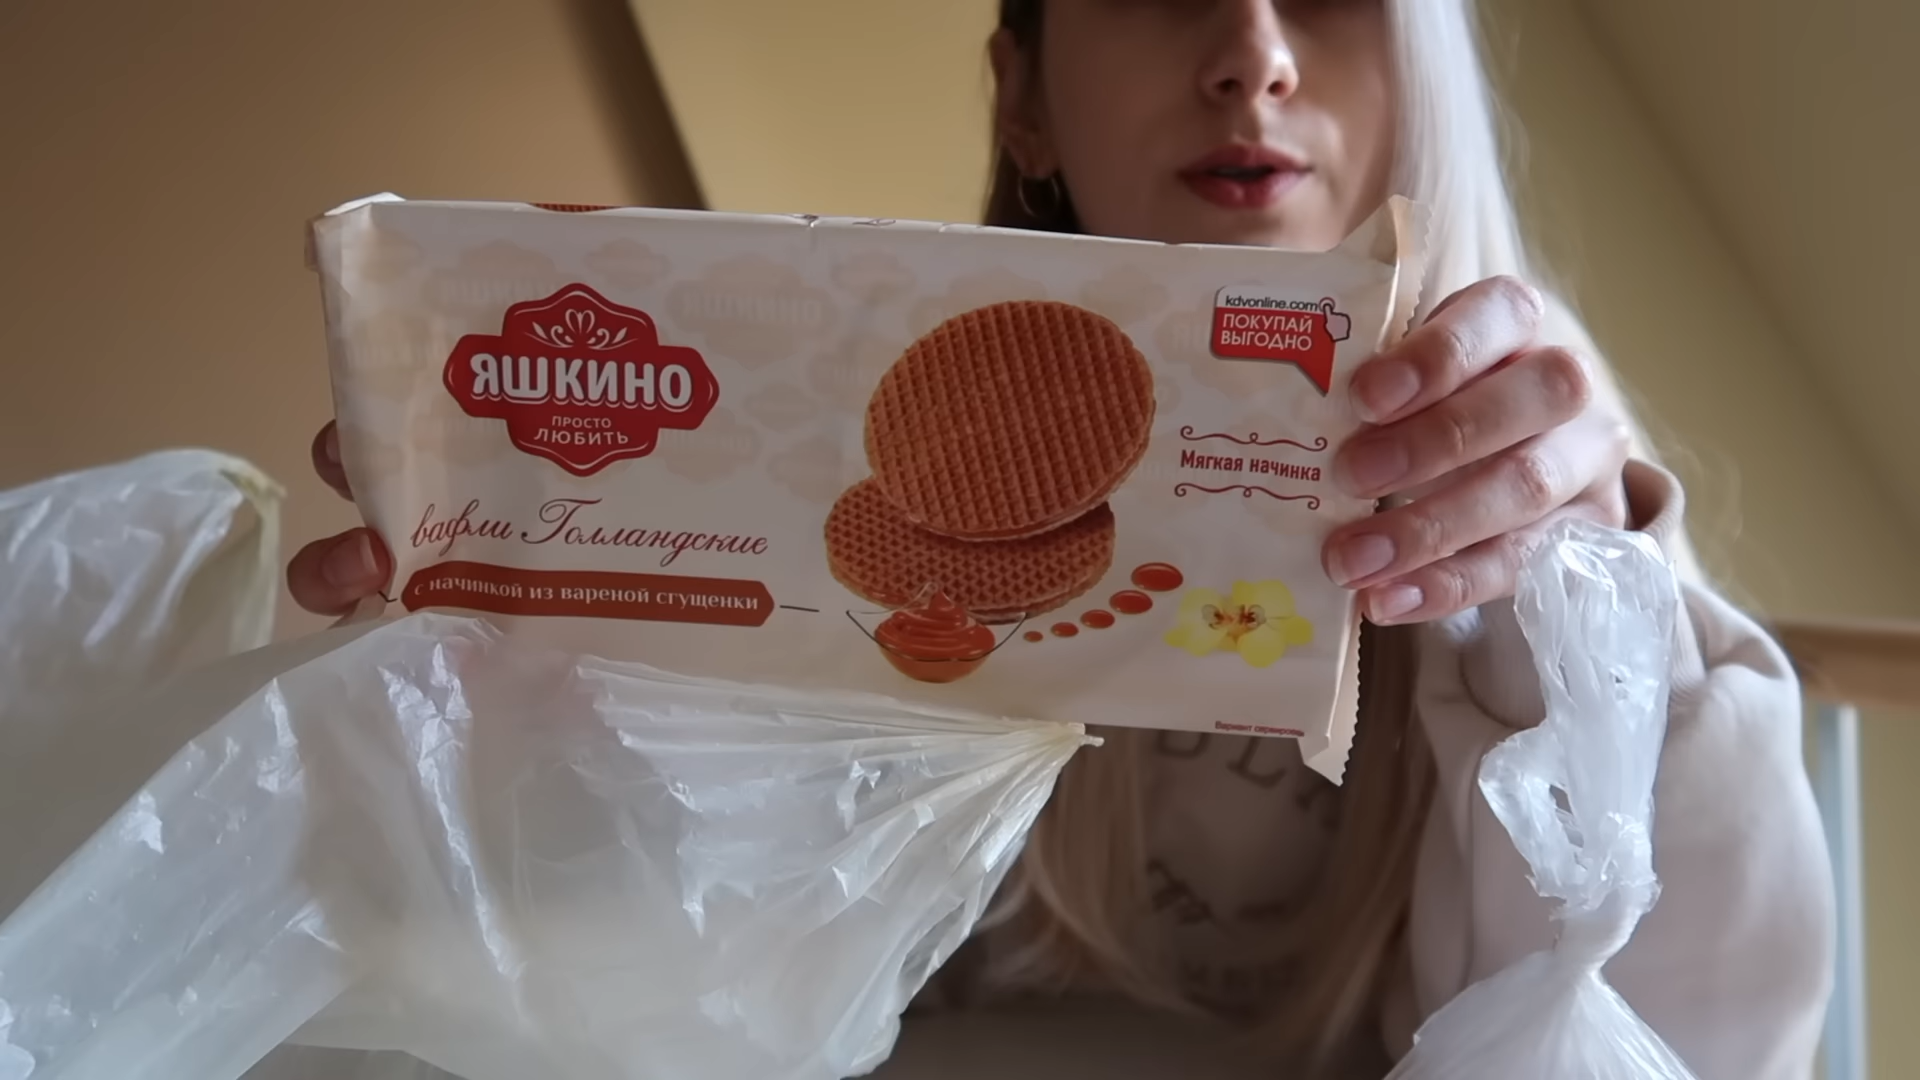 ЯШКИНО
ПРОСТО
ЛЮБИТЬ
вафли Голландские
с начинкой из вареной сгущенки
kdvonline.com
ПОКУПАЙ
ВЫГОДНО
Мягкая начинка
Вариант сервировки